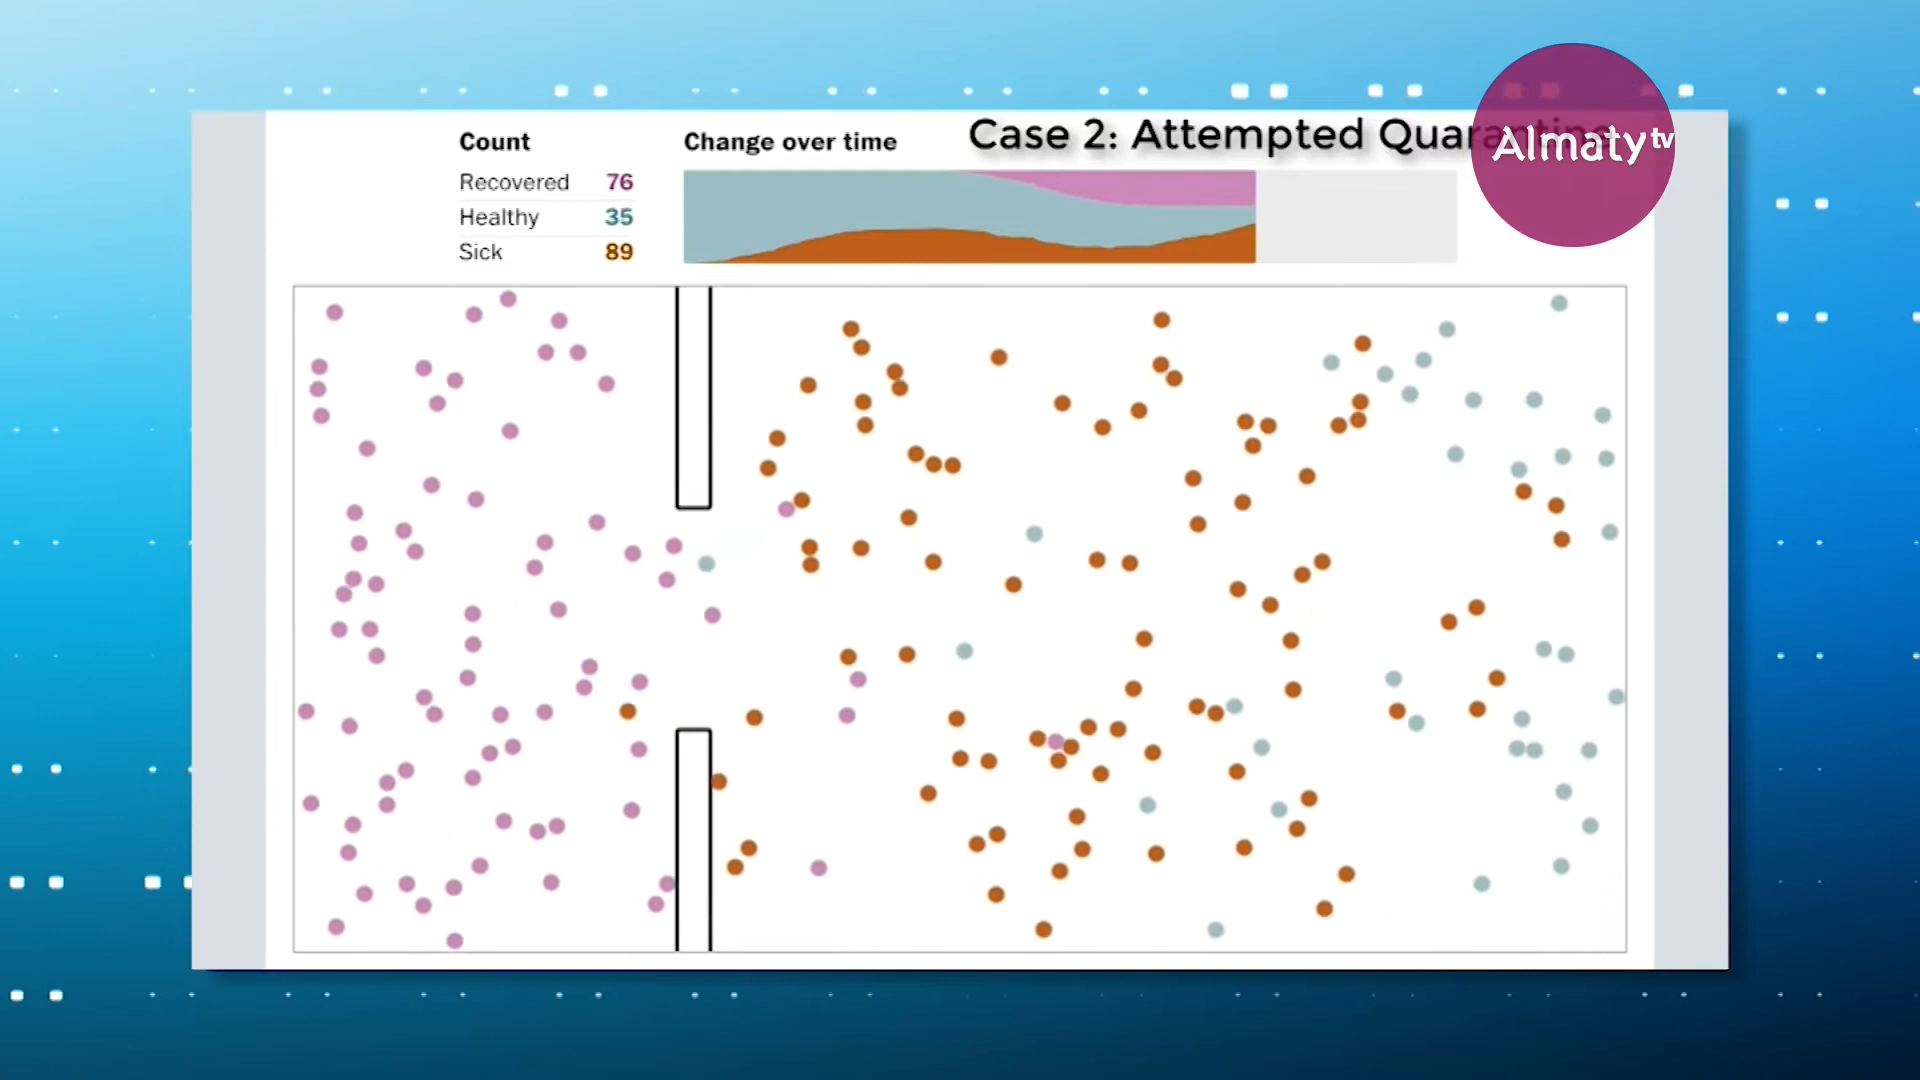 Count
Change over time
Case 2: Attempted Quarantine
Almaty tv
Recovered 76
Healthy 35
Sick 89